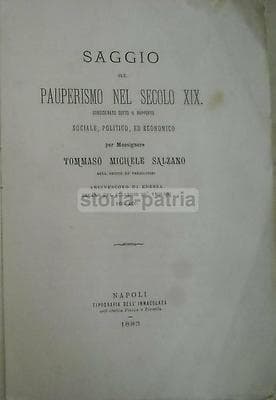 SAGGIO
SUL
PAUPERISMO NEL SECOLO XIX.
CONSIDERATO SOTTO IL RAPPORTO
SOCIALE, POLITICO, ED ECONOMICO
per Monsignore
TOMMASO MICHELE SALZANO
DELL' ORDINE DE' PREDICATORI
ARCIVESCOVO DI EDESSA
storia-patria
NAPOLI
TIPOGRAFIA DELL' IMMACOLATA